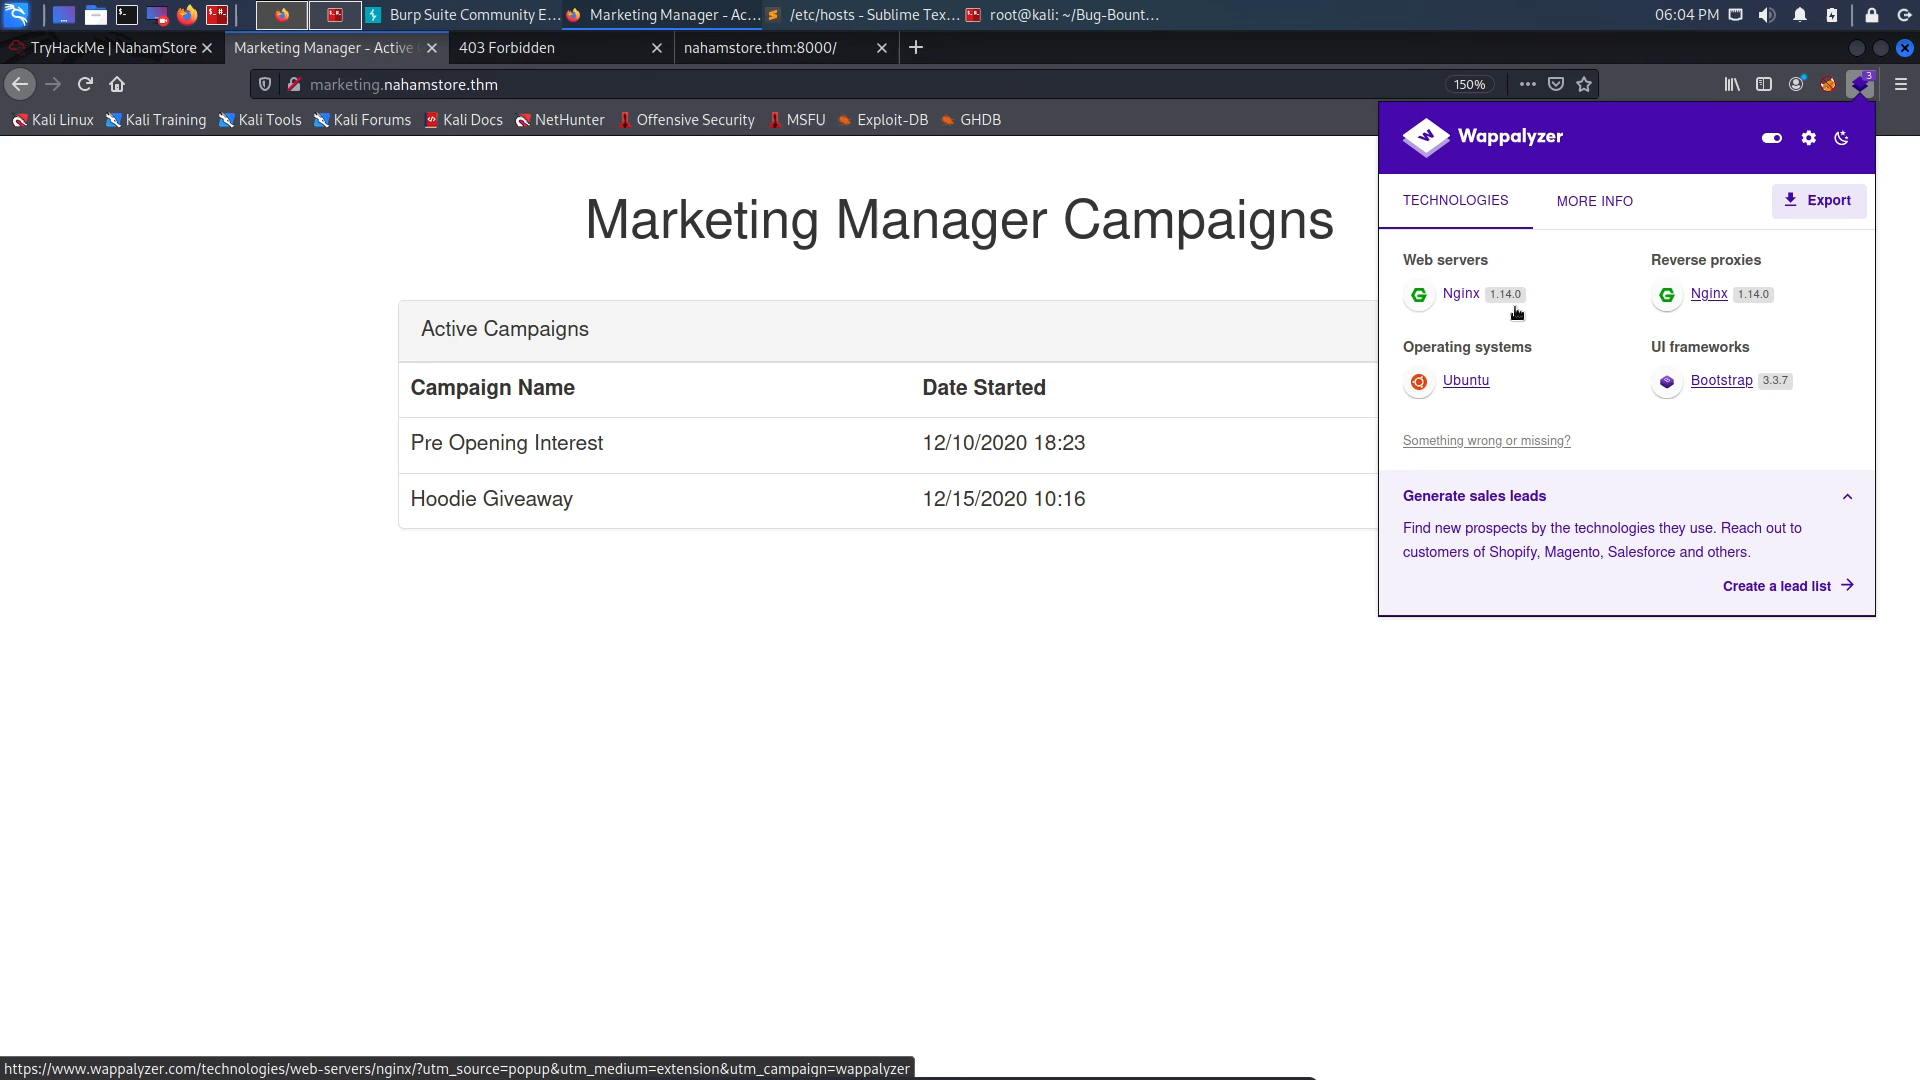 Burp Suite Community E...
Marketing Manager - Ac...
/etc/hosts - Sublime Tex...
root@kali: ~/Bug-Bount...
06:04 PM
TryHackMe | NahamStore
Marketing Manager - Active
403 Forbidden
nahamstore.thm:8000/
marketing.nahamstore.thm
150%
3
Kali Linux
Kali Training
Kali Tools
Kali Forums
Kali Docs
NetHunter
Offensive Security
MSFU
Exploit-DB
GHDB
Wappalyzer
TECHNOLOGIES
MORE INFO
Export
Web servers
Nginx 1.14.0
Reverse proxies
Nginx 1.14.0
Operating systems
Ubuntu
UI frameworks
Bootstrap 3.3.7
Something wrong or missing?
Generate sales leads
Find new prospects by the technologies they use. Reach out to
customers of Shopify, Magento, Salesforce and others.
Create a lead list
Marketing Manager Campaigns
Active Campaigns
Campaign Name Date Started
Pre Opening Interest 12/10/2020 18:23
Hoodie Giveaway 12/15/2020 10:16
https://www.wappalyzer.com/technologies/web-servers/nginx/?utm_source=popup&utm_medium=extension&utm_campaign=wappalyzer